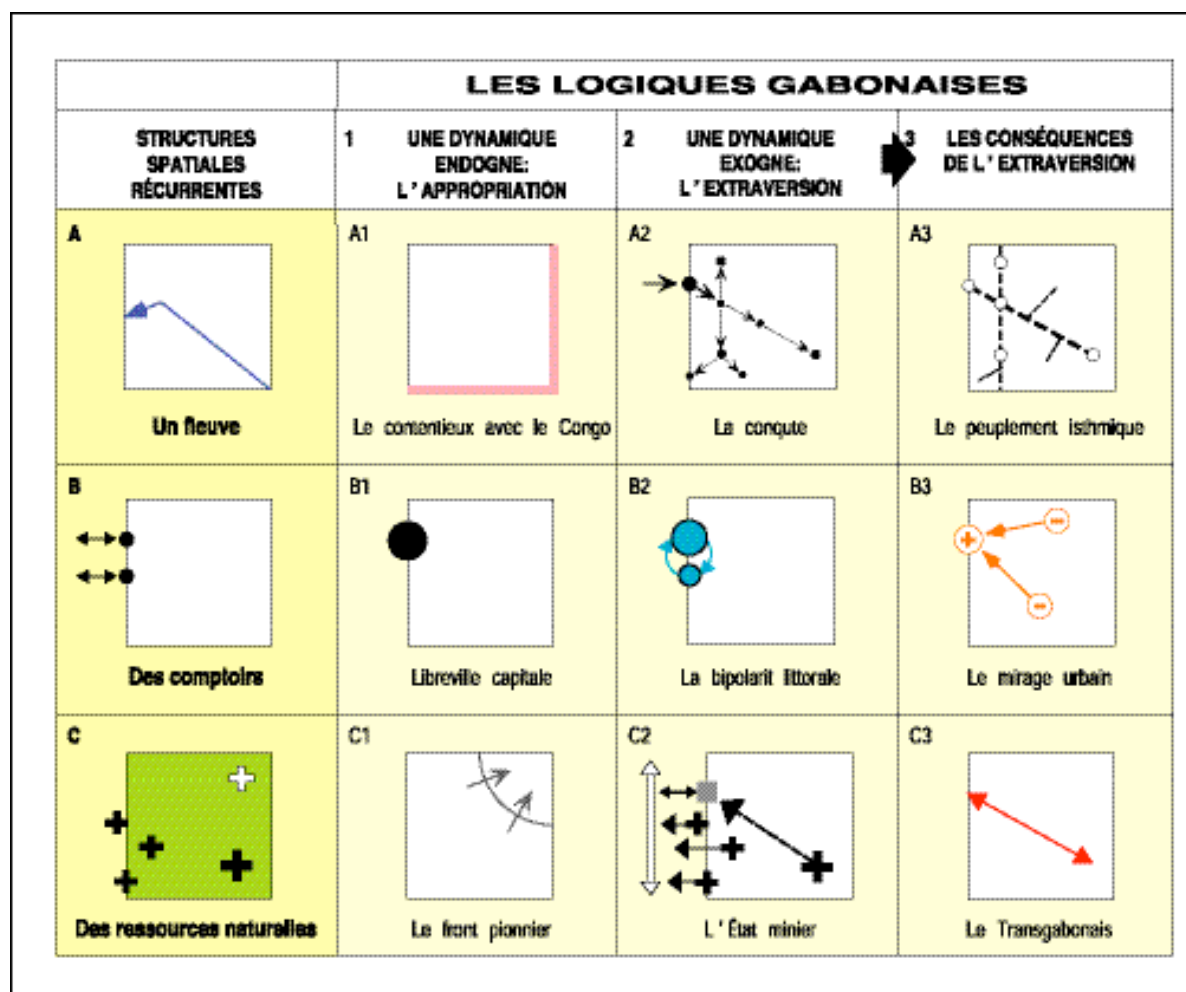 LES LOGIQUES GABONAISES
STRUCTURES
SPATIALES
RÉCURRENTES
1 UNE DYNAMIQUE
ENDOGNE:
L'APPROPRIATION
2 UNE DYNAMIQUE
EXOGNE:
L'EXTRAVERSION
3 LES CONSÉQUENCES
DE L'EXTRAVERSION
A
Un fleuve
A1
Le contentieux avec le Congo
A2
La conqute
A3
Le peuplement isthmique
B
Des comptoirs
B1
Libreville capitale
B2
La bipolarit littorale
B3
Le mirage urbain
C
Des ressources naturelles
C1
Le front pionnier
C2
L'État minier
C3
Le Transgabonais